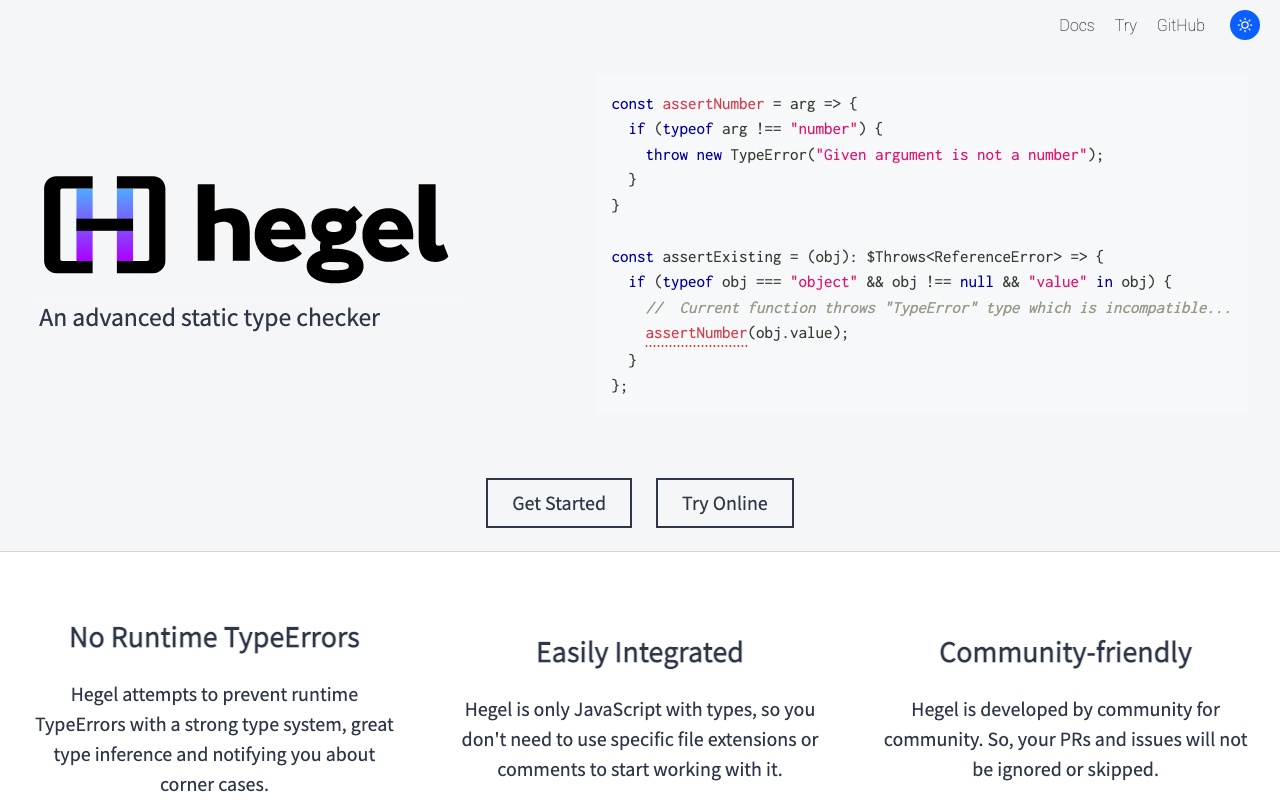 Docs Try GitHub
const assertNumber = arg => {
  if (typeof arg !== "number") {
    throw new TypeError("Given argument is not a number");
  }
}
const assertExisting = (obj): $Throws<ReferenceError> => {
  if (typeof obj === "object" && obj !== null && "value" in obj) {
    //  Current function throws "TypeError" type which is incompatible...
    assertNumber(obj.value);
  }
};
[H] hegel
An advanced static type checker
Get Started
Try Online
No Runtime TypeErrors
Hegel attempts to prevent runtime
TypeErrors with a strong type system, great
type inference and notifying you about
corner cases.
Easily Integrated
Hegel is only JavaScript with types, so you
don't need to use specific file extensions or
comments to start working with it.
Community-friendly
Hegel is developed by community for
community. So, your PRs and issues will not
be ignored or skipped.